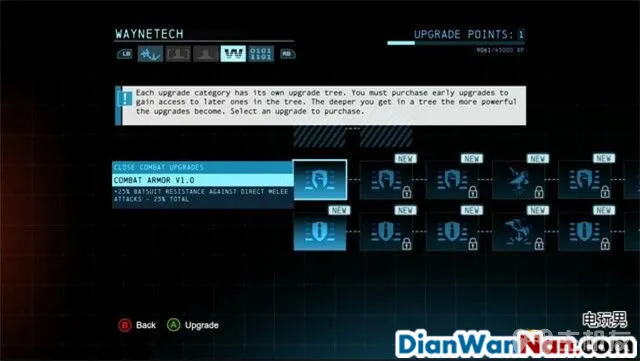 WAYNETECH
UPGRADE POINTS: 1
LB
W
0101
1101
RB
9061/45000 XP
! Each upgrade category has its own upgrade tree. You must purchase early upgrades to
gain access to later ones in the tree. The deeper you get in a tree the more powerful
the upgrades become. Select an upgrade to purchase.
NEW NEW NEW NEW
CLOSE COMBAT UPGRADES
COMBAT ARMOR V1.0
+25% BATSUIT RESISTANCE AGAINST DIRECT MELEE
ATTACKS - 25% TOTAL
NEW NEW NEW NEW NEW
B Back A Upgrade
电玩男
DianWanNan.com